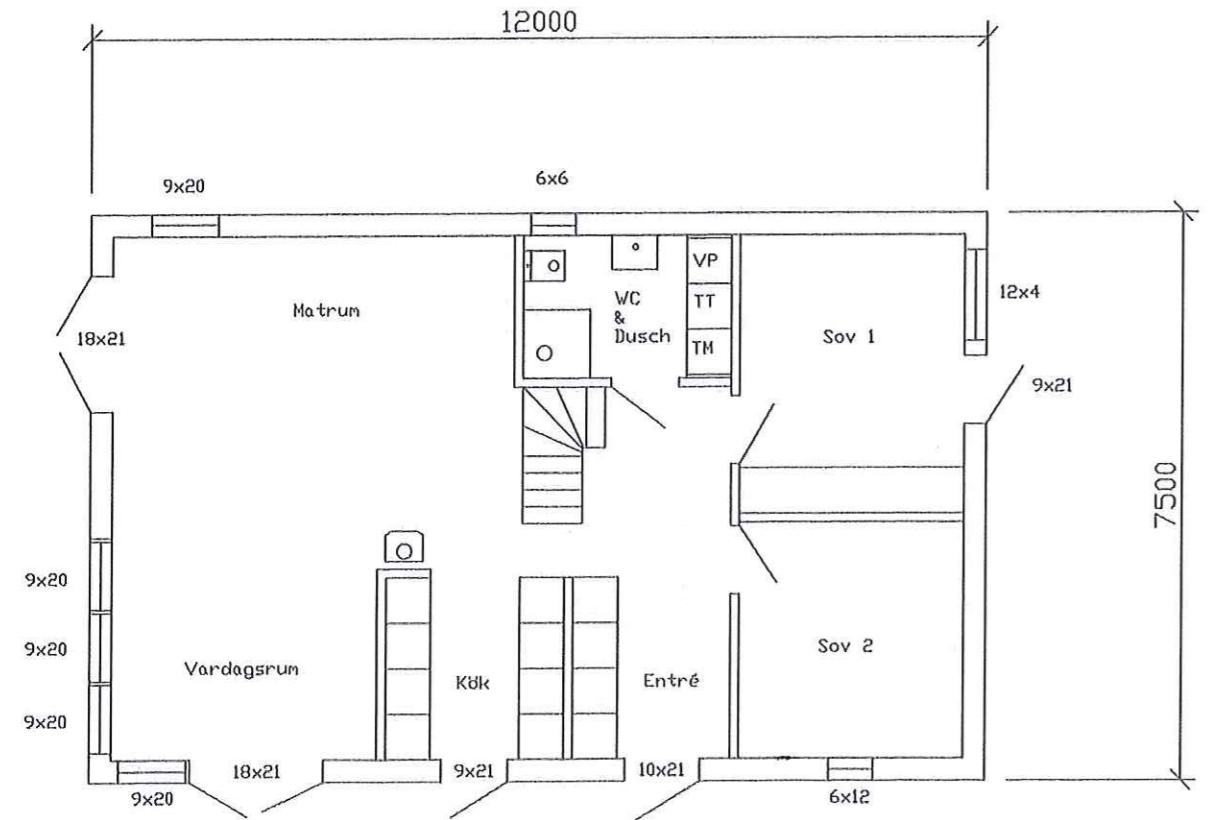 12000
9x20
6x6
VP
WC
&
Dusch
TT
TM
12x4
Matrum
18x21
Sov 1
9x21
7500
9x20
9x20
9x20
Vardagsrum
Kök
Entré
Sov 2
9x20
18x21
9x21
10x21
6x12